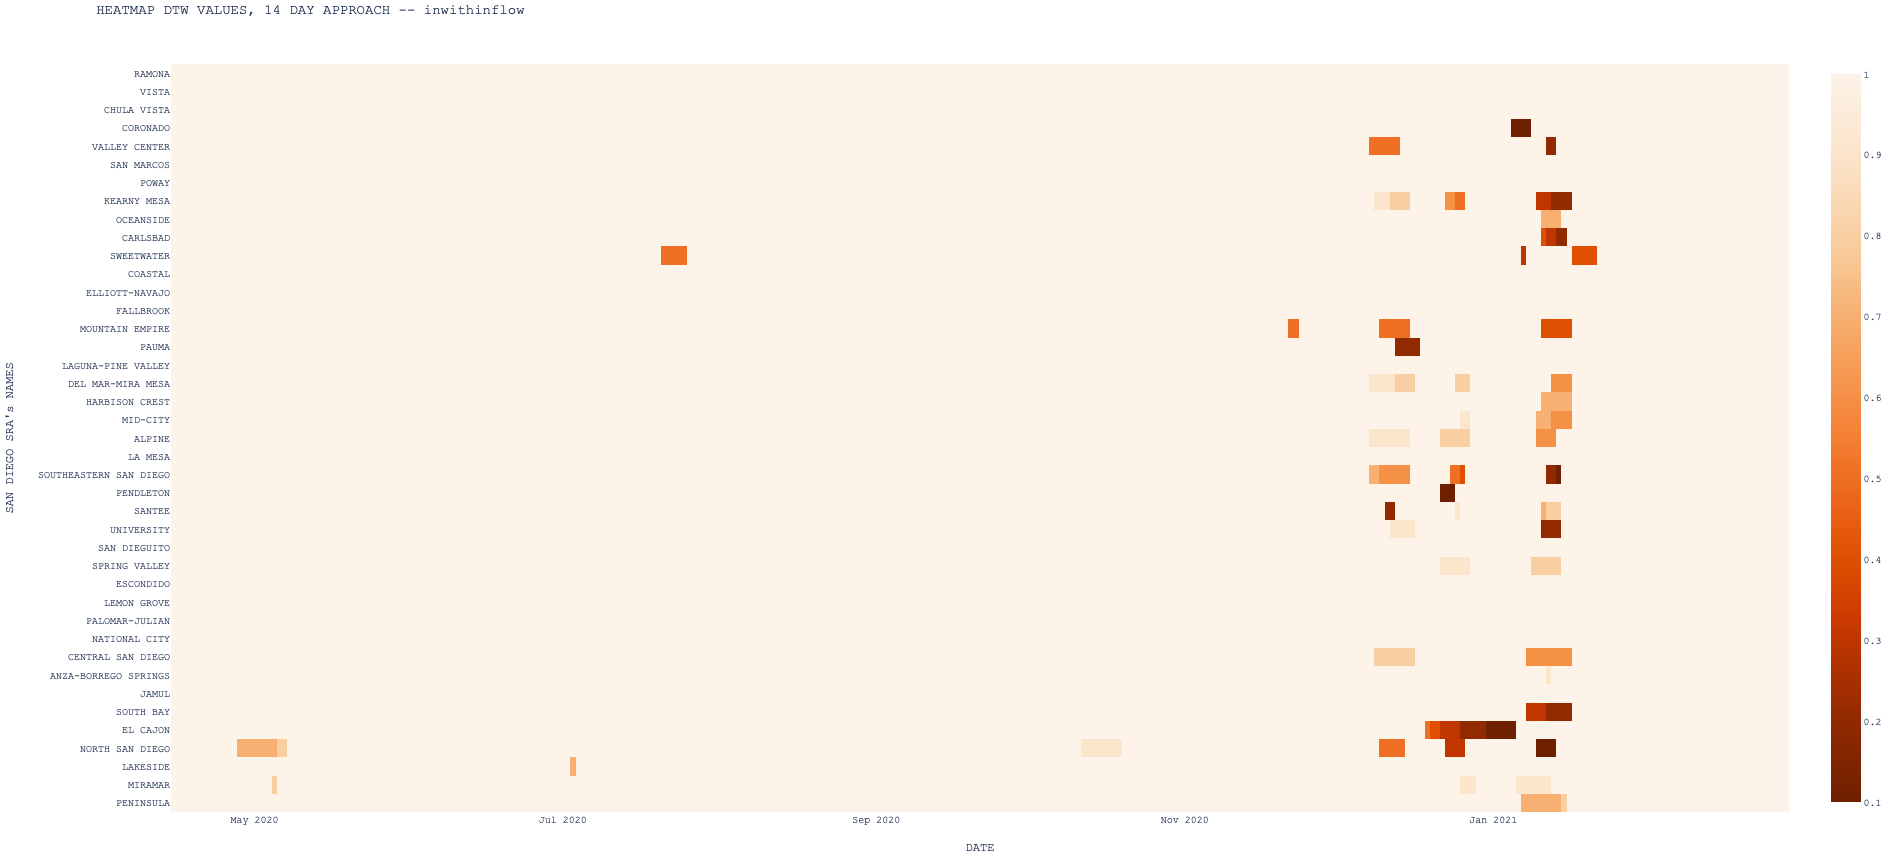 HEATMAP DTW VALUES, 14 DAY APPROACH -- inwithinflow
SAN DIEGO SRA's NAMES
RAMONA
VISTA
CHULA VISTA
CORONADO
VALLEY CENTER
SAN MARCOS
POWAY
KEARNY MESA
OCEANSIDE
CARLSBAD
SWEETWATER
COASTAL
ELLIOTT-NAVAJO
FALLBROOK
MOUNTAIN EMPIRE
PAUMA
LAGUNA-PINE VALLEY
DEL MAR-MIRA MESA
HARBISON CREST
MID-CITY
ALPINE
LA MESA
SOUTHEASTERN SAN DIEGO
PENDLETON
SANTEE
UNIVERSITY
SAN DIEGUITO
SPRING VALLEY
ESCONDIDO
LEMON GROVE
PALOMAR-JULIAN
NATIONAL CITY
CENTRAL SAN DIEGO
ANZA-BORREGO SPRINGS
JAMUL
SOUTH BAY
EL CAJON
NORTH SAN DIEGO
LAKESIDE
MIRAMAR
PENINSULA
May 2020 Jul 2020 Sep 2020 Nov 2020 Jan 2021
DATE
1
0.9
0.8
0.7
0.6
0.5
0.4
0.3
0.2
0.1